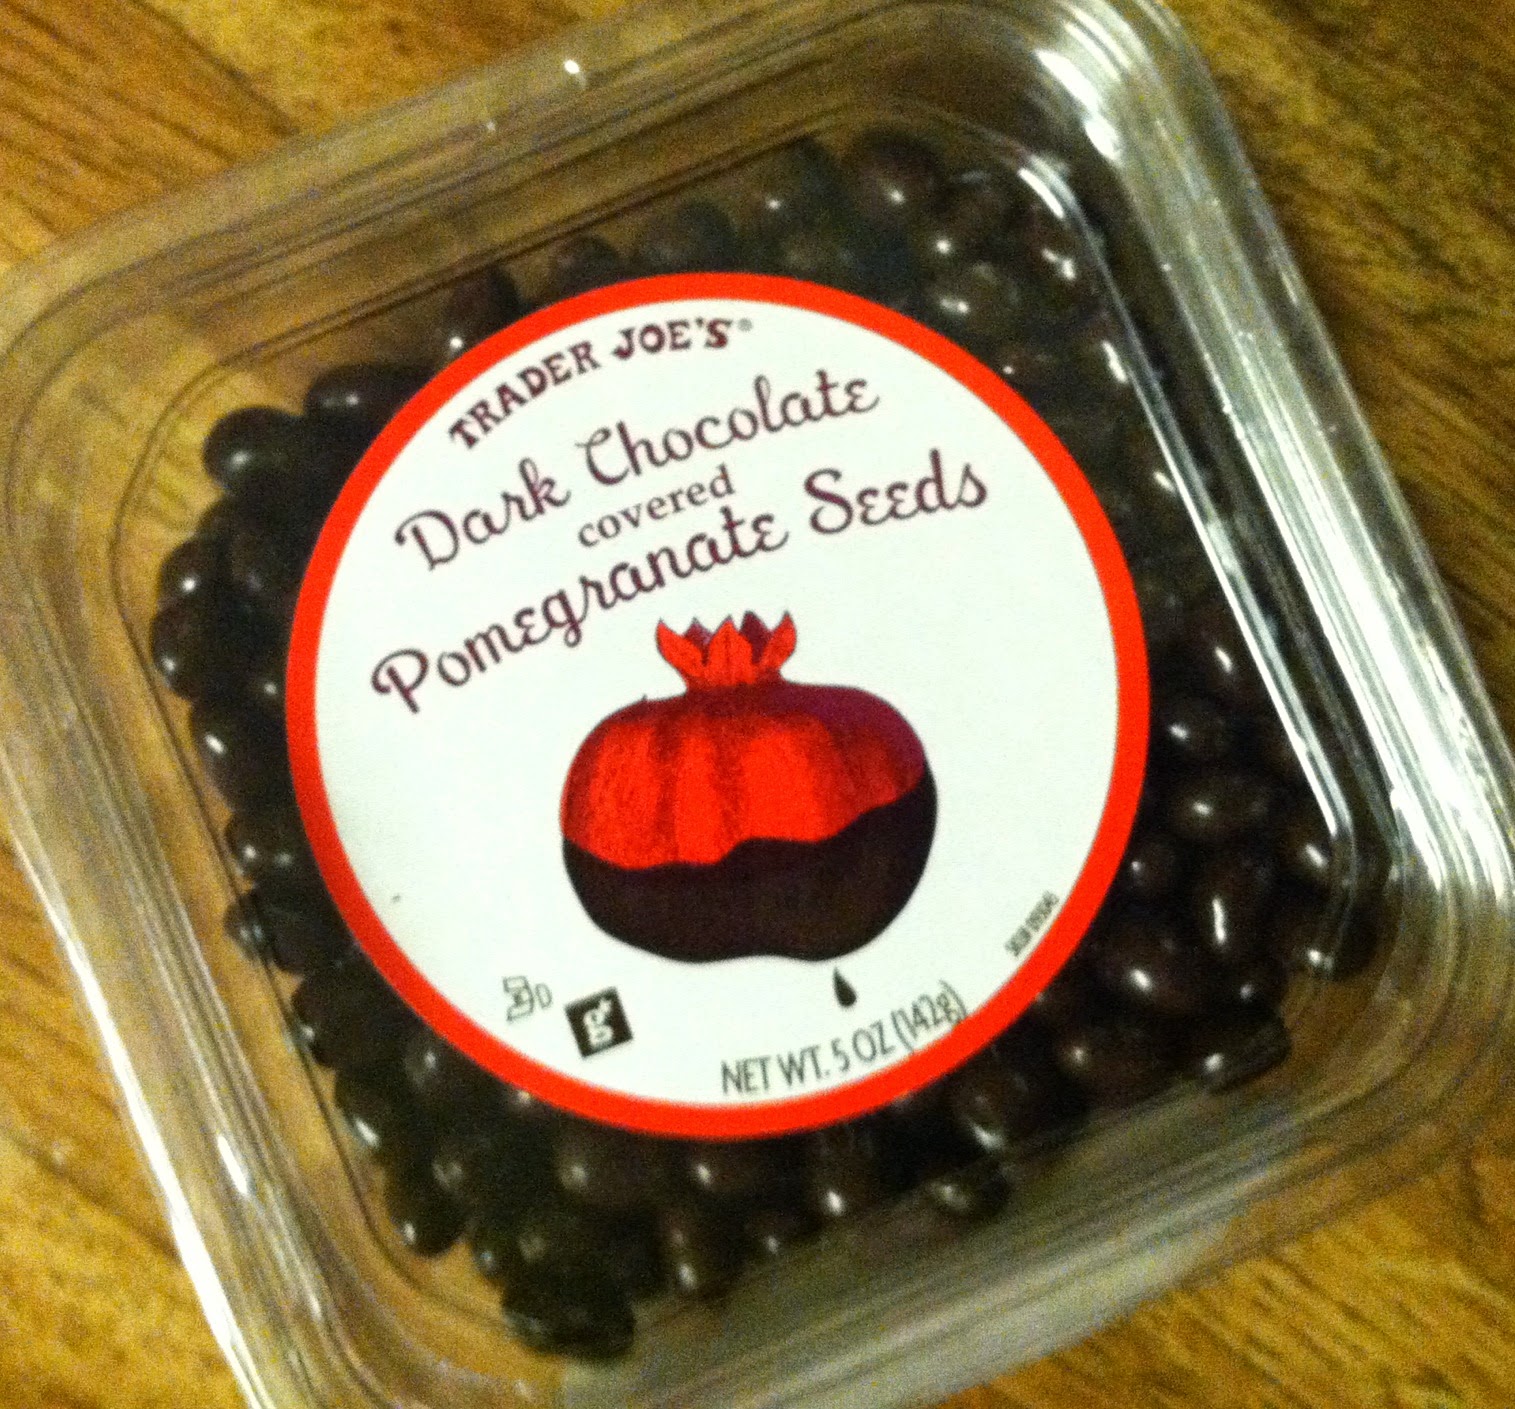 TRADER JOE'S®
Dark Chocolate
covered
Pomegranate Seeds
D
g
NET WT. 5 OZ (142g)